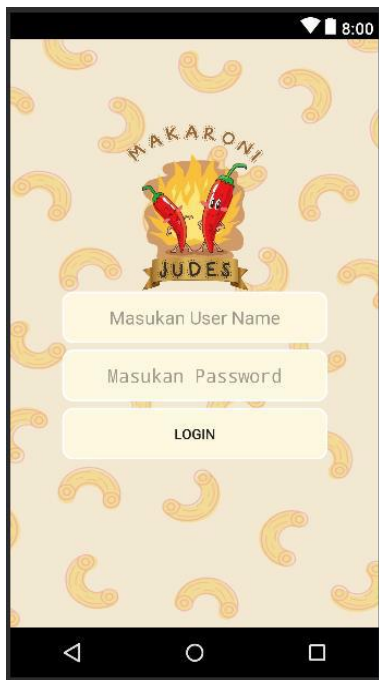 8:00
MAKARONI
JUDES
Masukan User Name
Masukan Password
LOGIN